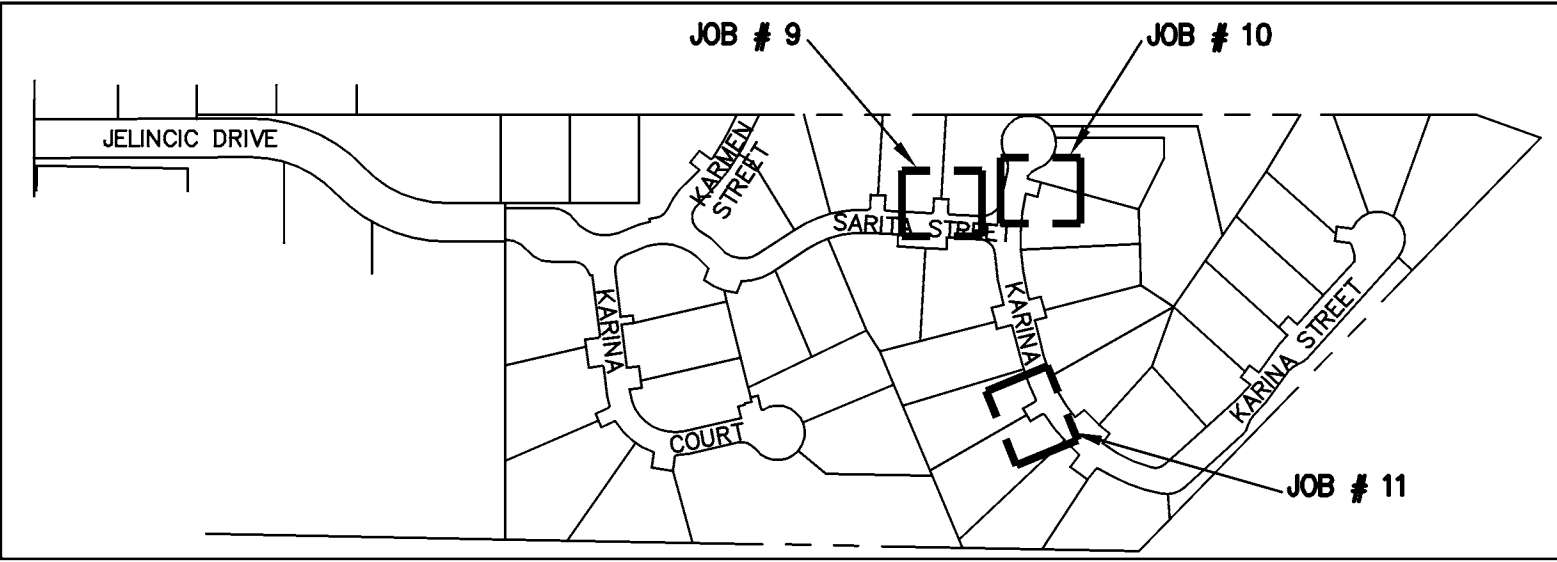 JOB # 9
JOB # 10
JELINCIC DRIVE
KARMEN
STREET
SARITA STREET
KARINA
COURT
KARINA
KARINA STREET
JOB # 11